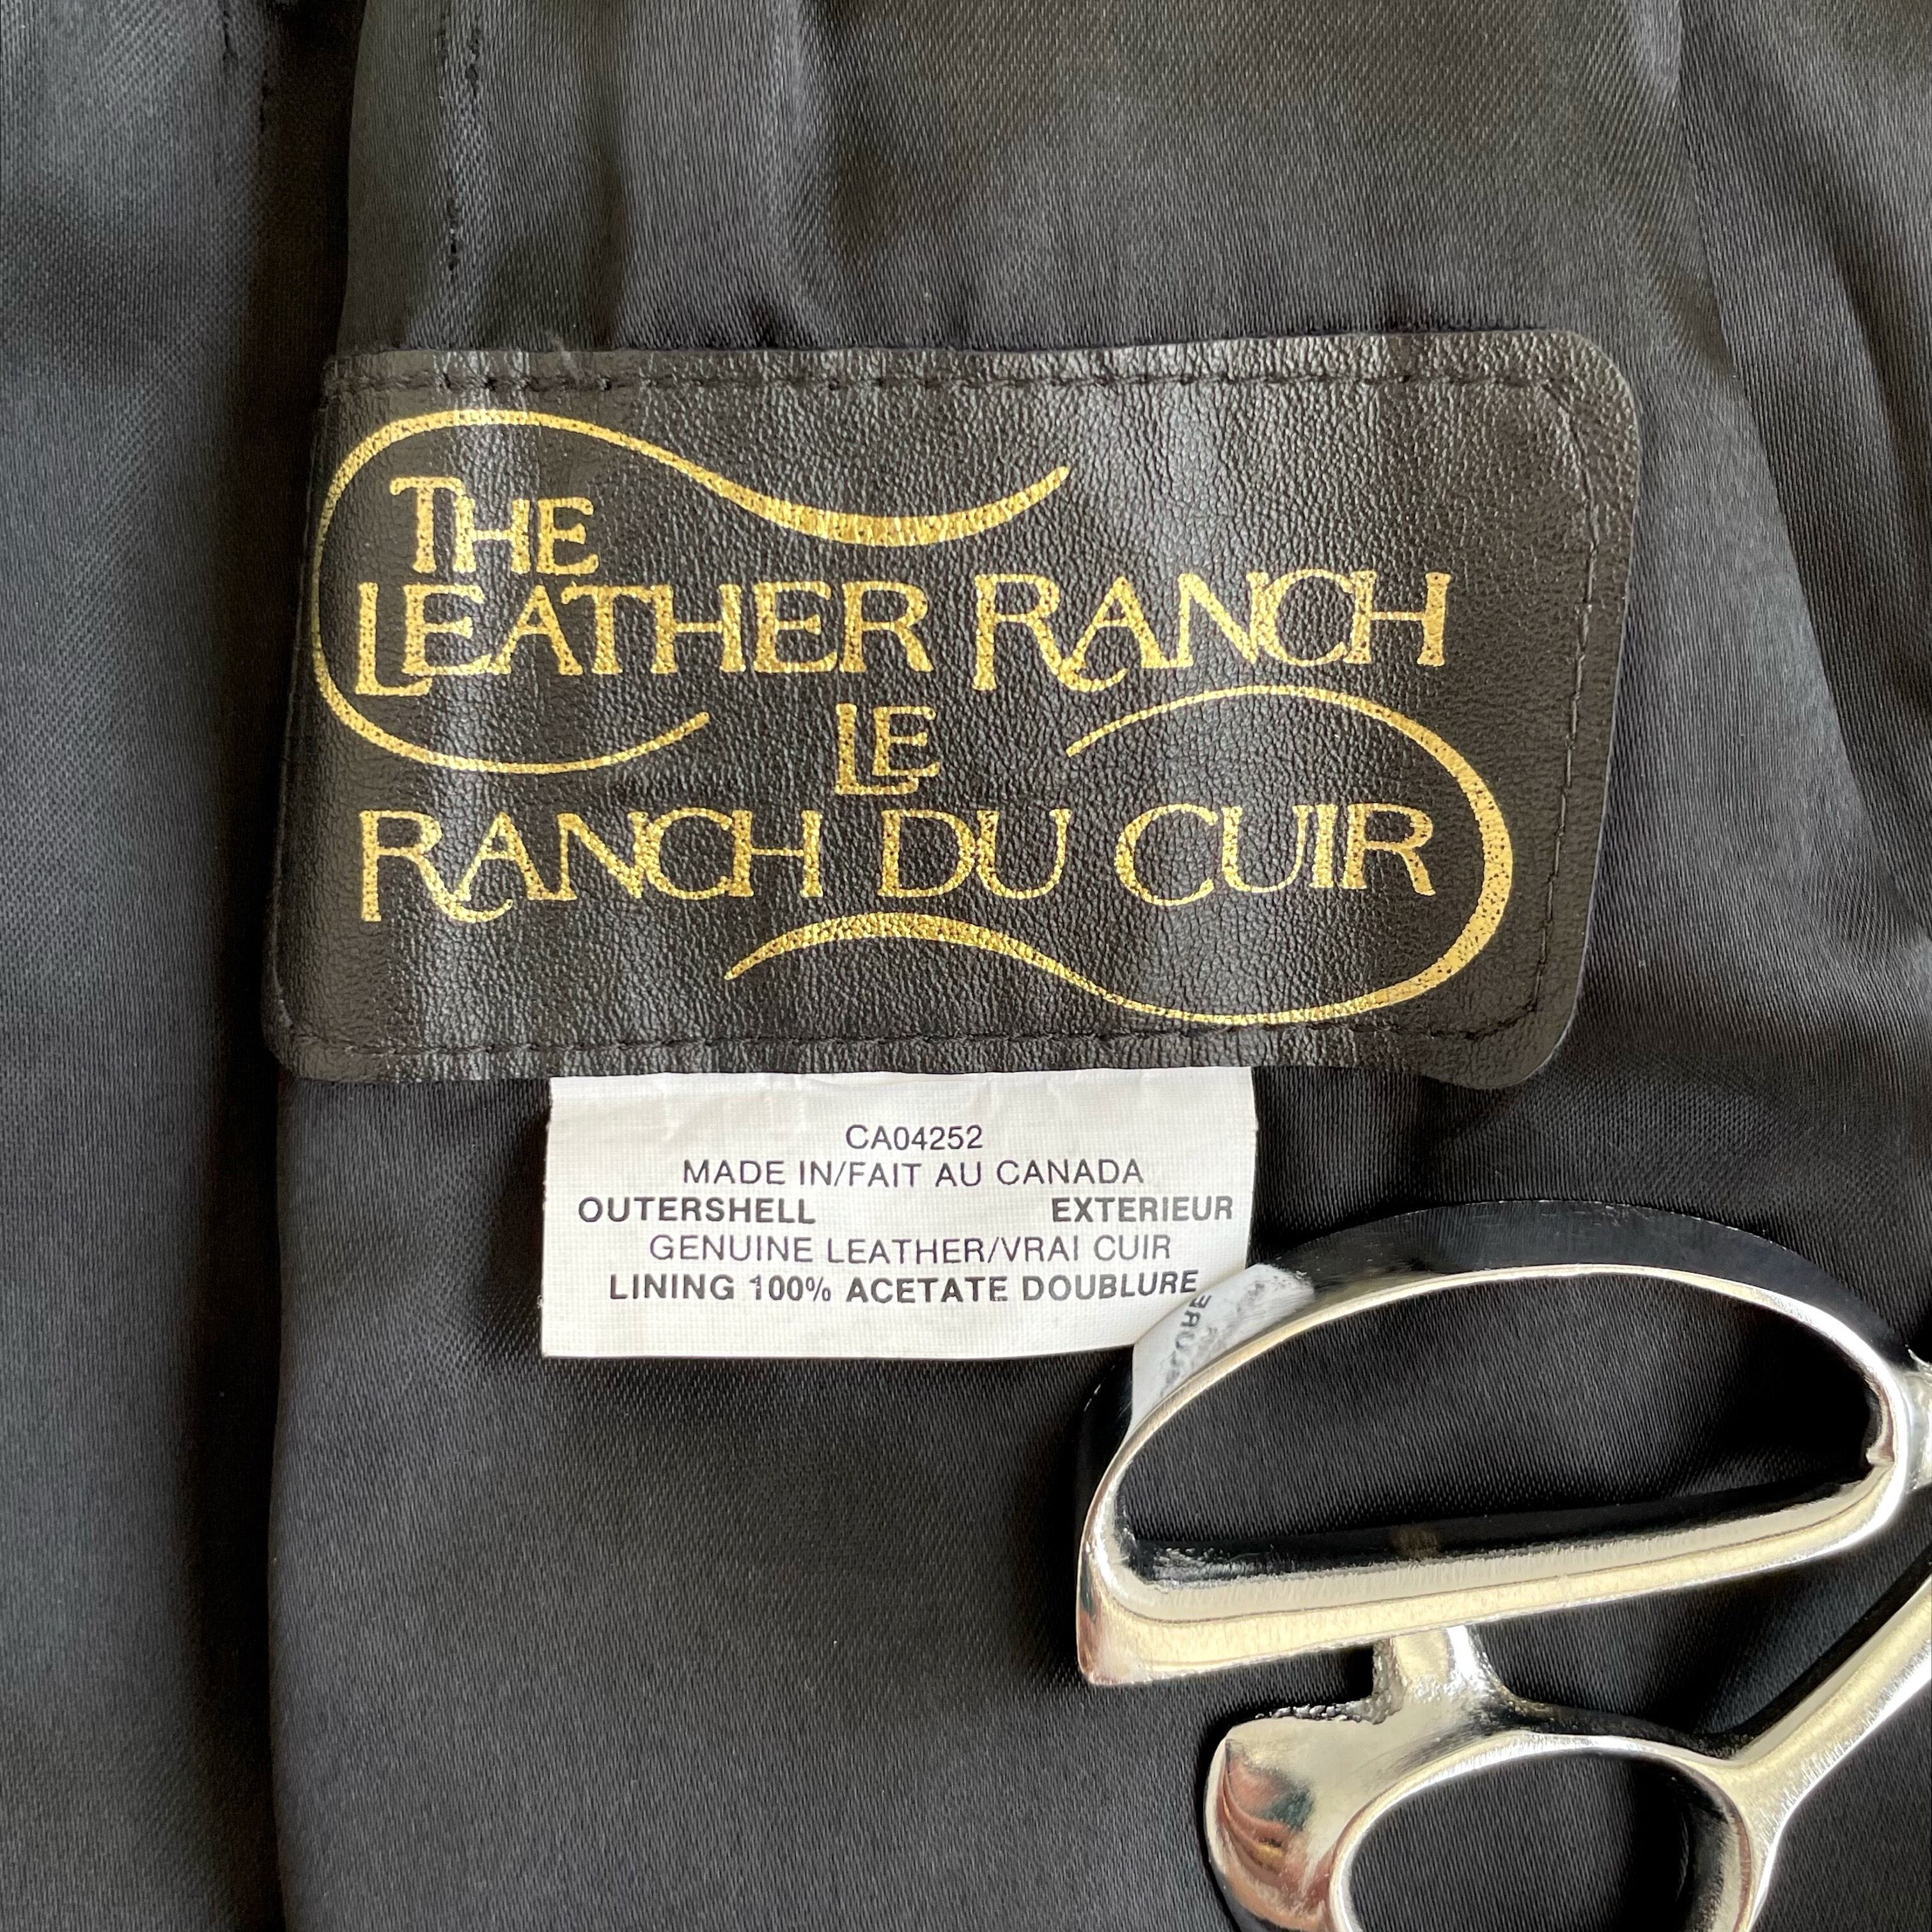 THE
LEATHER RANCH
LE
RANCH DU CUIR
CA04252
MADE IN/FAIT AU CANADA
OUTERSHELL EXTERIEUR
GENUINE LEATHER/VRAI CUIR
LINING 100% ACETATE DOUBLURE